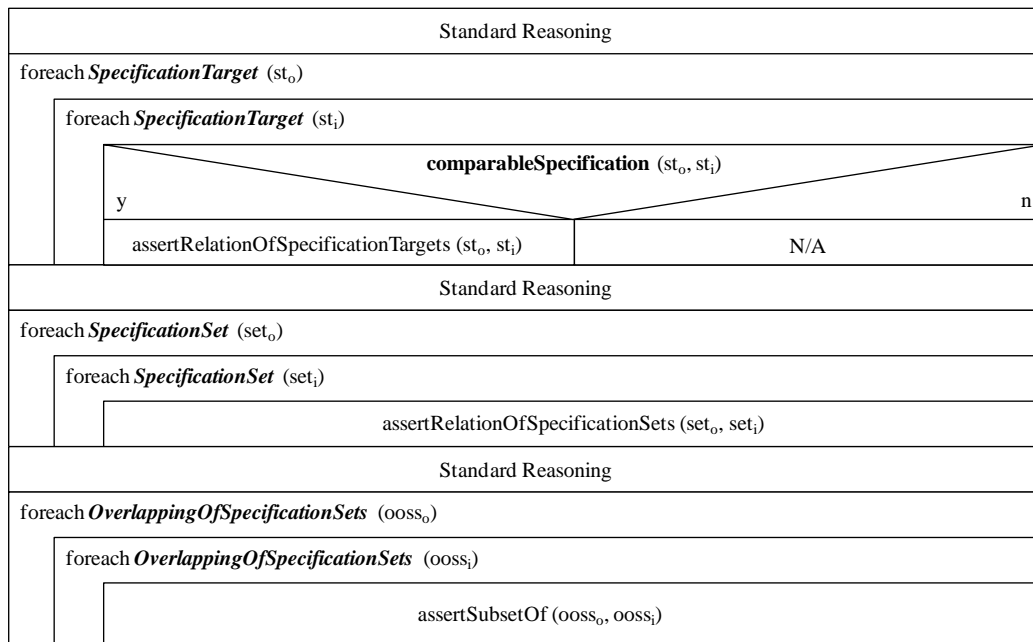 Standard Reasoning
foreach SpecificationTarget (stₒ)
foreach SpecificationTarget (stᵢ)
comparableSpecification (stₒ, stᵢ)
y
n
assertRelationOfSpecificationTargets (stₒ, stᵢ)
N/A
Standard Reasoning
foreach SpecificationSet (setₒ)
foreach SpecificationSet (setᵢ)
assertRelationOfSpecificationSets (setₒ, setᵢ)
Standard Reasoning
foreach OverlappingOfSpecificationSets (oossₒ)
foreach OverlappingOfSpecificationSets (oossᵢ)
assertSubsetOf (oossₒ, oossᵢ)